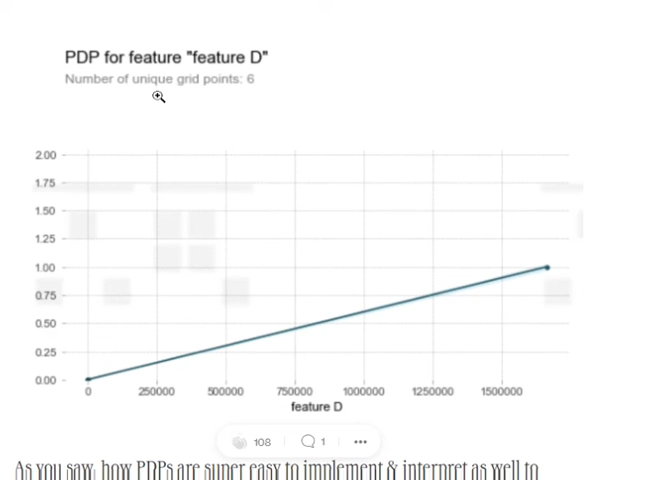 PDP for feature "feature D"
Number of unique grid points: 6
2.00
1.75
1.50
1.25
1.00
0.75
0.50
0.25
0.00
0 250000 500000 750000 1000000 1250000 1500000
feature D
108 1
As you saw, how PDPs are super easy to implement & interpret as well to